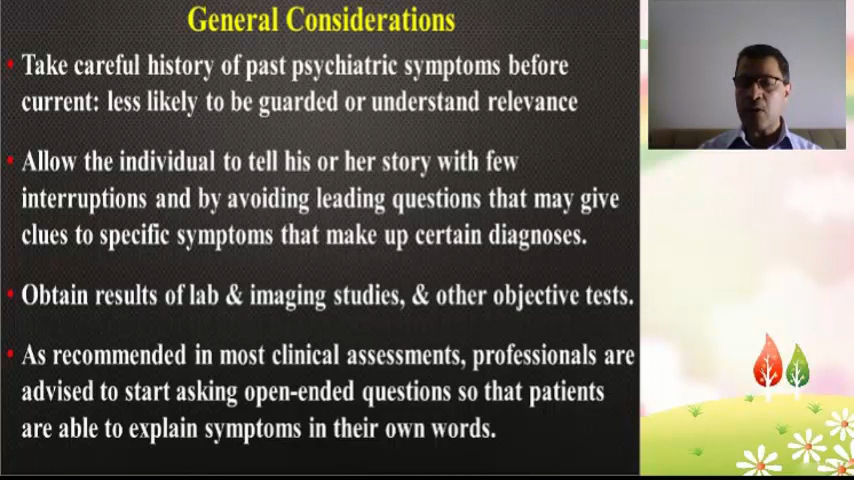 General Considerations
• Take careful history of past psychiatric symptoms before
current: less likely to be guarded or understand relevance
• Allow the individual to tell his or her story with few
interruptions and by avoiding leading questions that may give
clues to specific symptoms that make up certain diagnoses.
• Obtain results of lab & imaging studies, & other objective tests.
• As recommended in most clinical assessments, professionals are
advised to start asking open-ended questions so that patients
are able to explain symptoms in their own words.